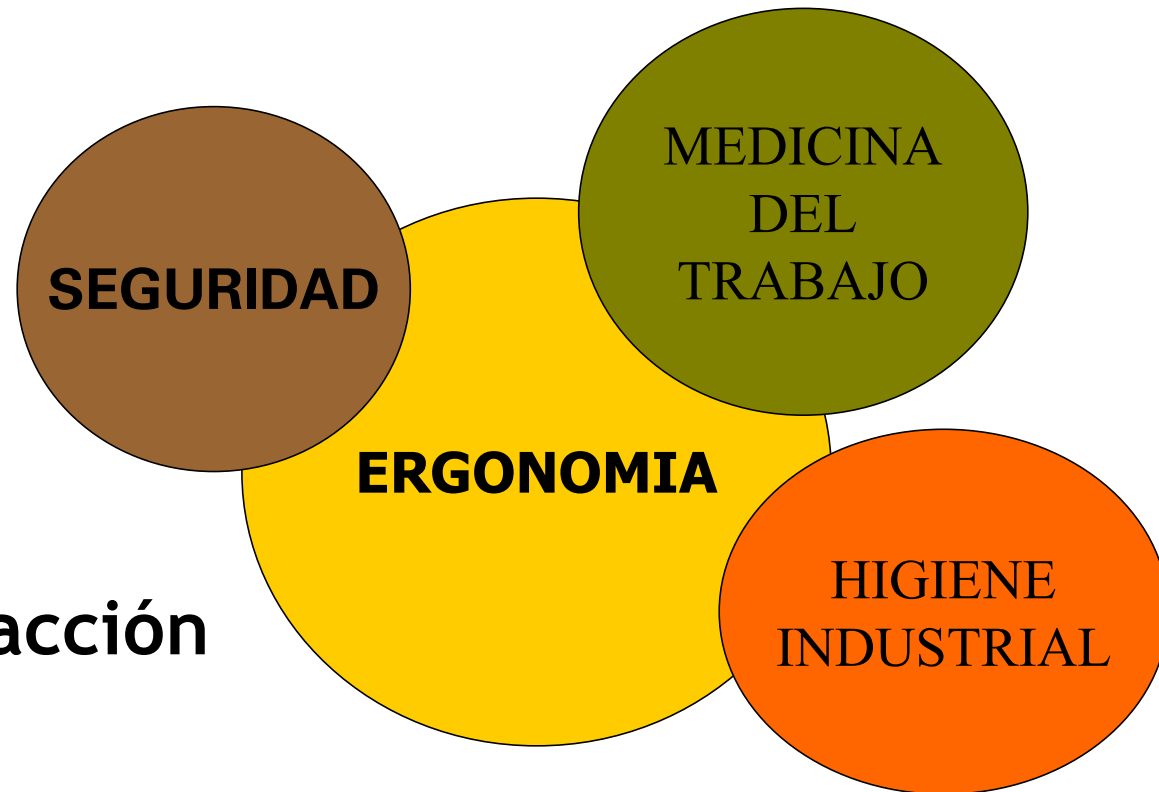 MEDICINA
DEL
TRABAJO
SEGURIDAD
ERGONOMIA
HIGIENE
INDUSTRIAL
acción